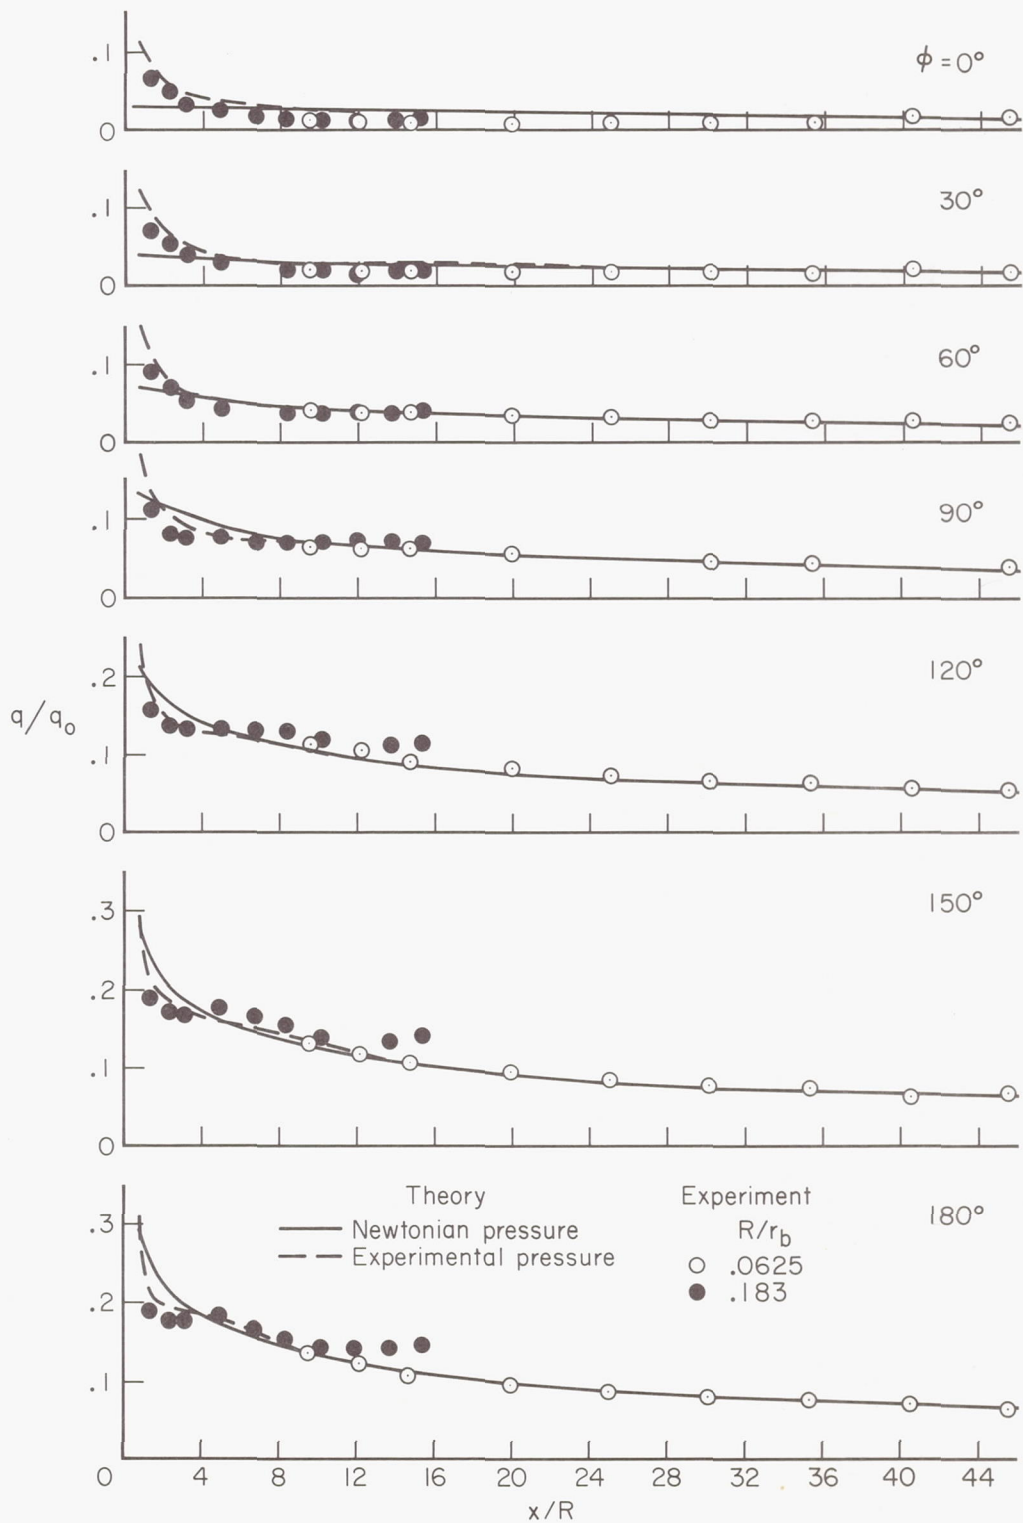 .1
ϕ = 0°
0
.1
30°
0
.1
60°
0
.1
90°
0
.2
120°
q/q₀
.1
0
.3
150°
.2
.1
0
Theory
Experiment
180°
.3
Newtonian pressure
R/r_b
Experimental pressure
.0625
.183
.2
.1
0 4 8 12 16 20 24 28 32 36 40 44
x/R